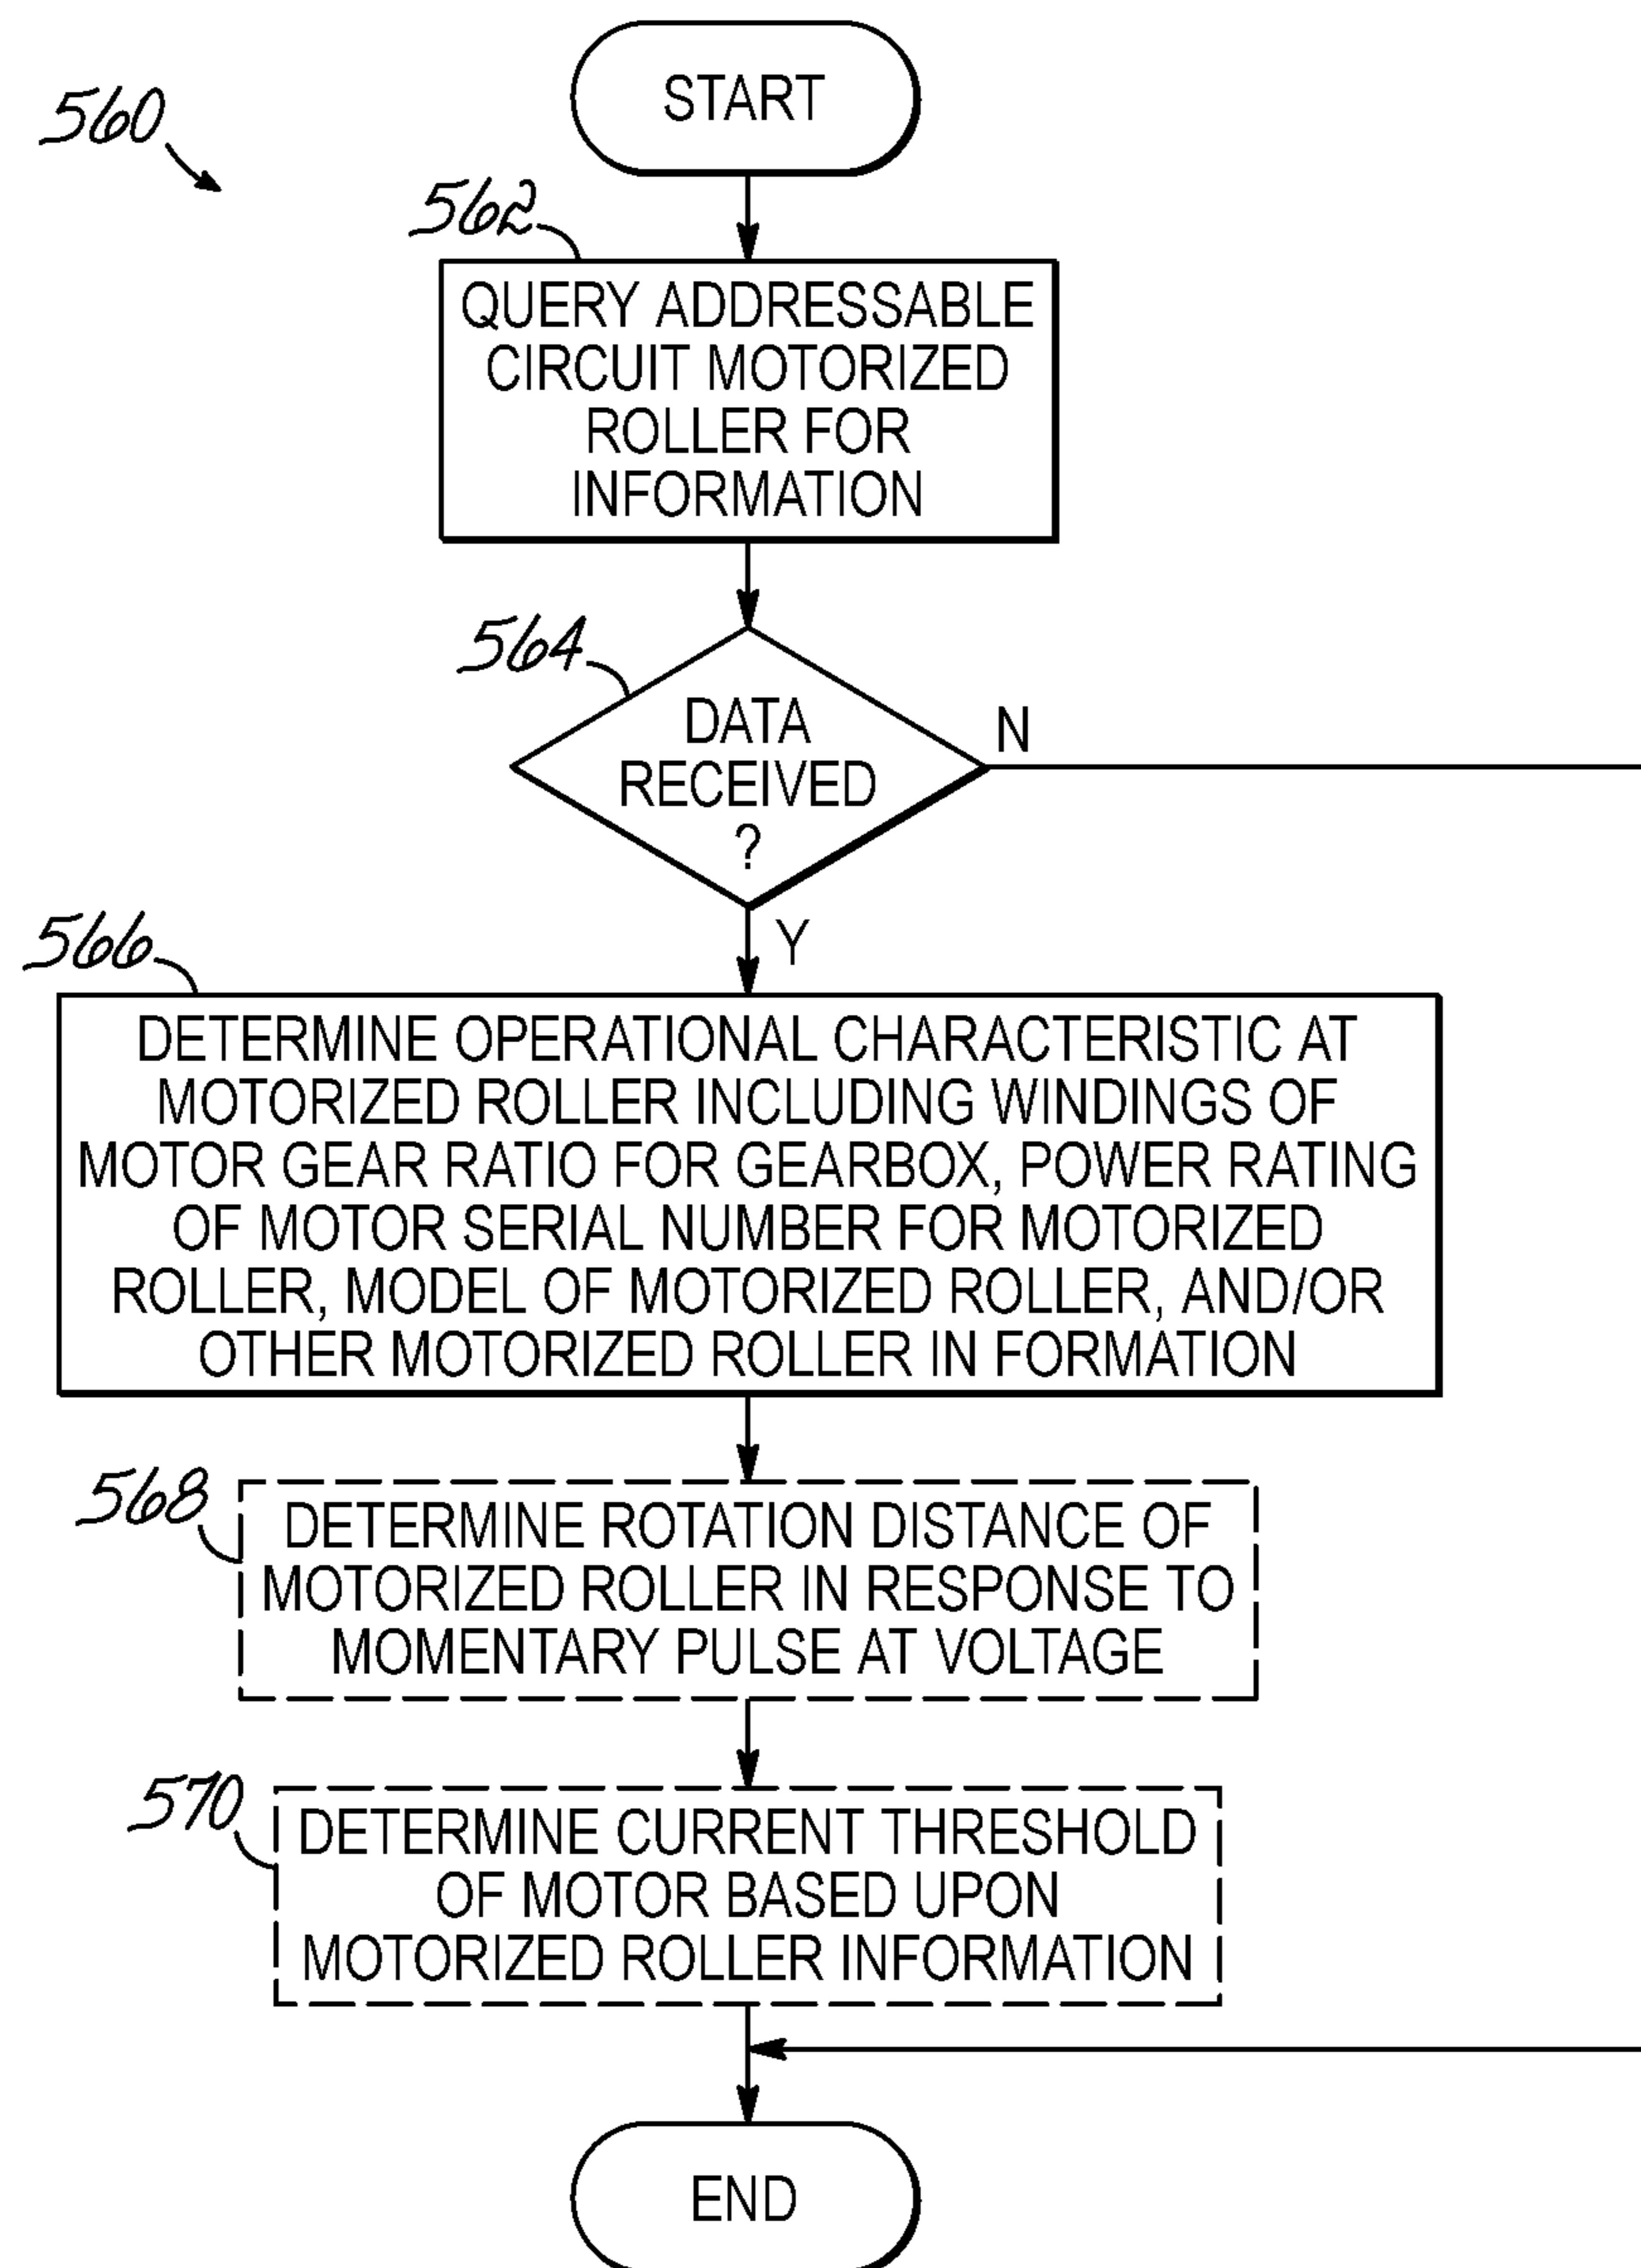 START
560
562
QUERY ADDRESSABLE
CIRCUIT MOTORIZED
ROLLER FOR
INFORMATION
564
DATA
RECEIVED
?
N
Y
566
DETERMINE OPERATIONAL CHARACTERISTIC AT
MOTORIZED ROLLER INCLUDING WINDINGS OF
MOTOR GEAR RATIO FOR GEARBOX, POWER RATING
OF MOTOR SERIAL NUMBER FOR MOTORIZED
ROLLER, MODEL OF MOTORIZED ROLLER, AND/OR
OTHER MOTORIZED ROLLER IN FORMATION
568
DETERMINE ROTATION DISTANCE OF
MOTORIZED ROLLER IN RESPONSE TO
MOMENTARY PULSE AT VOLTAGE
570
DETERMINE CURRENT THRESHOLD
OF MOTOR BASED UPON
MOTORIZED ROLLER INFORMATION
END